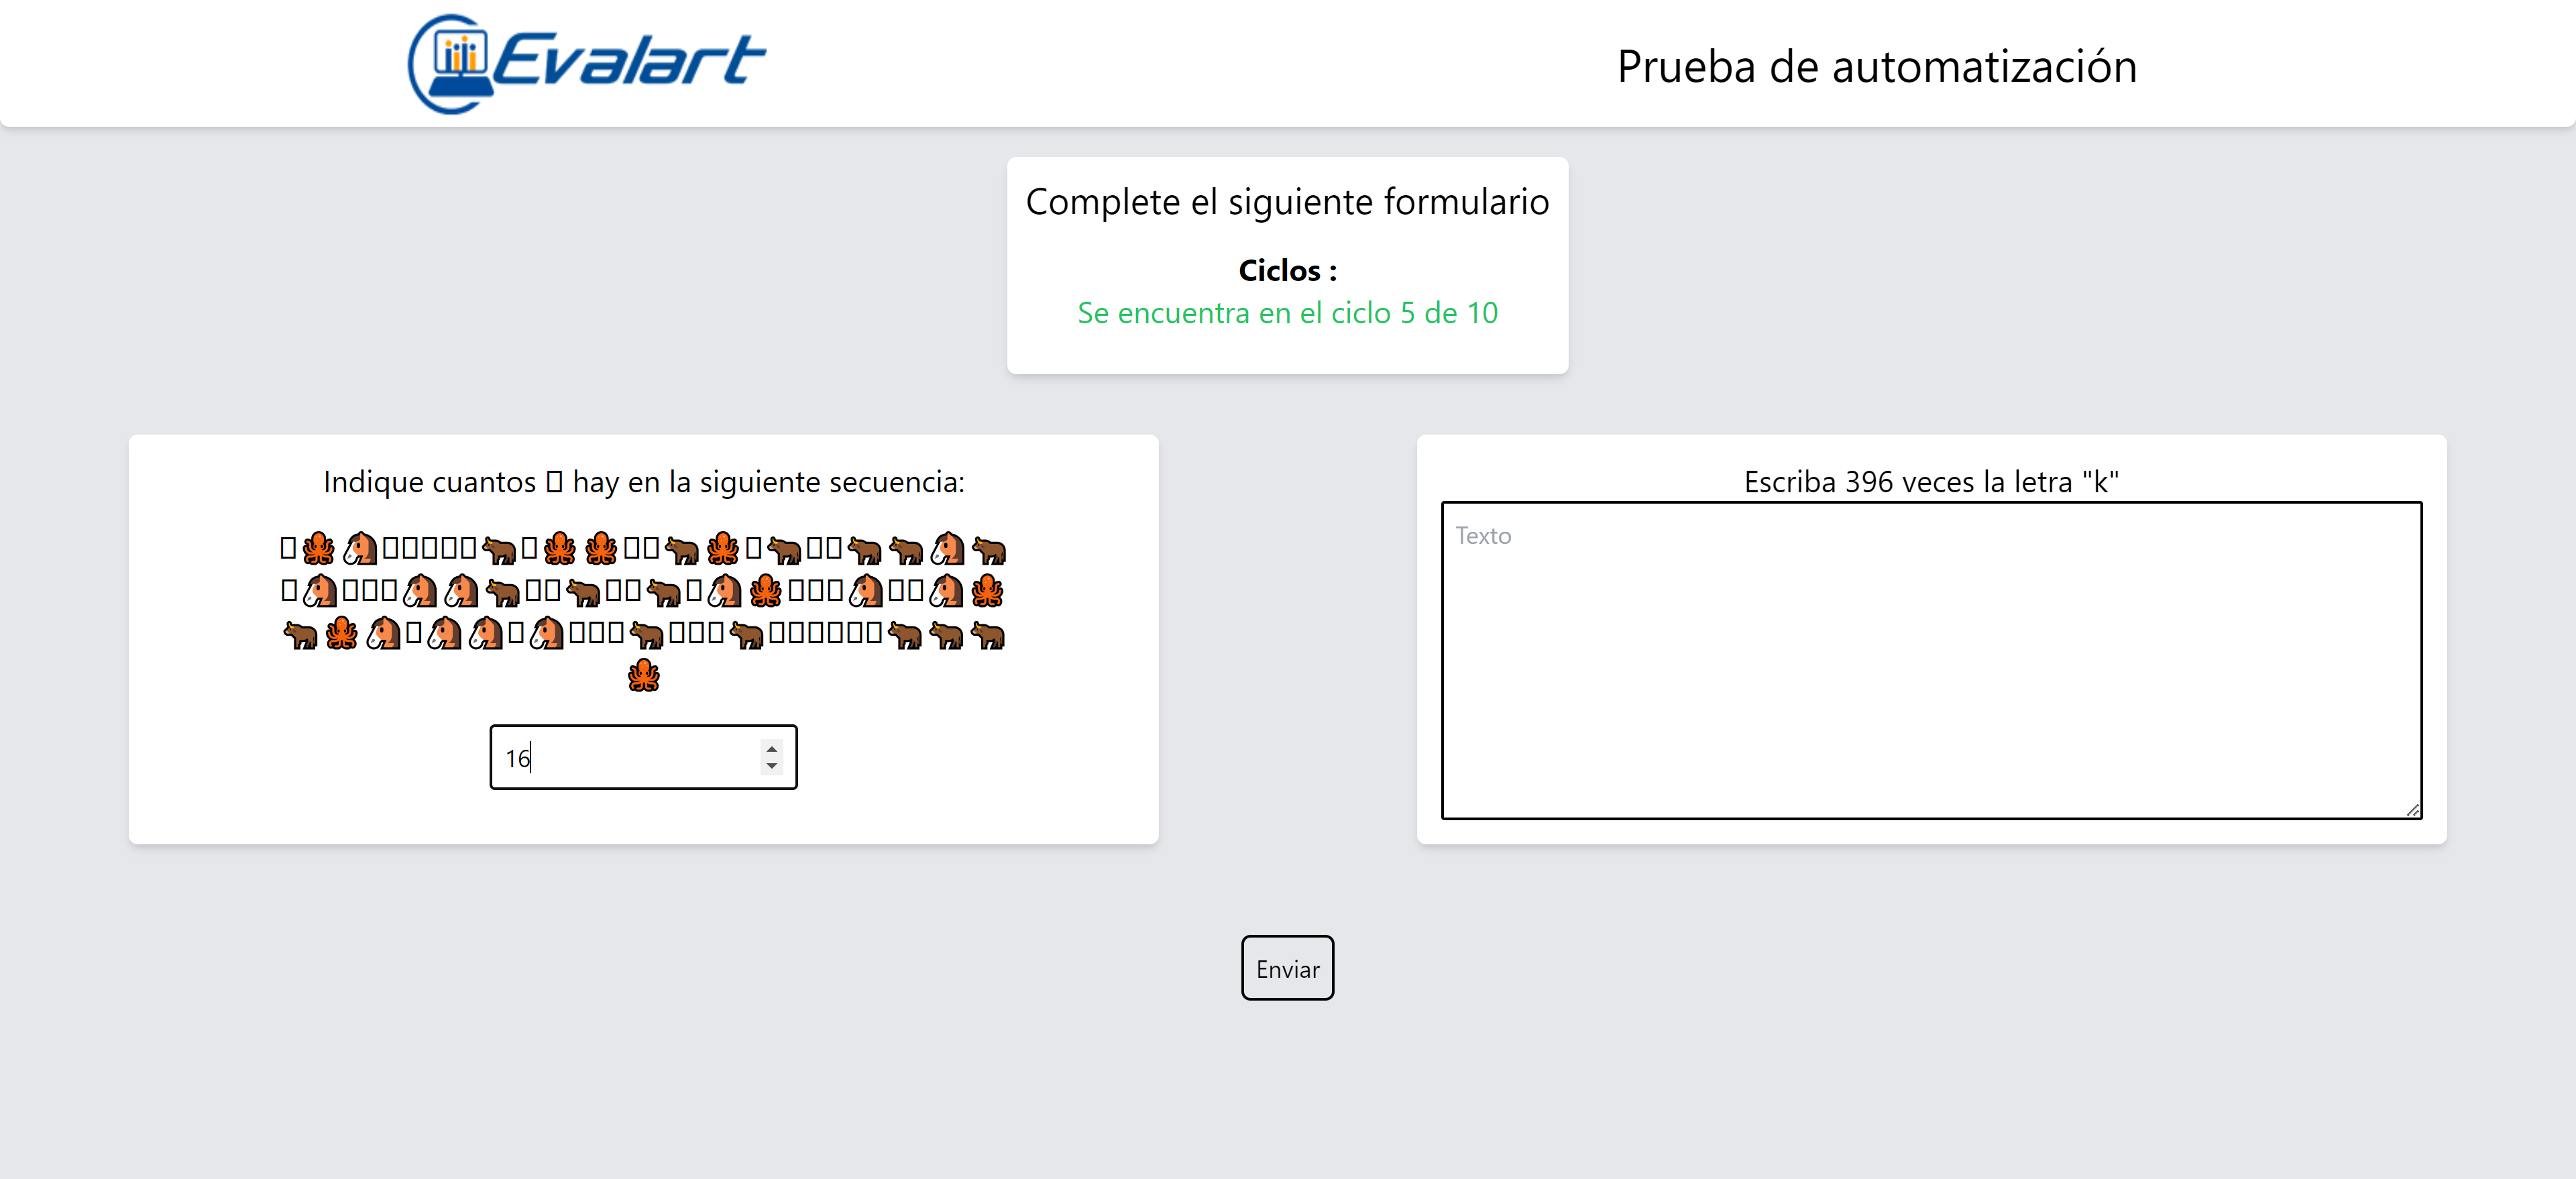 Evalart
Prueba de automatización
Complete el siguiente formulario
Ciclos :
Se encuentra en el ciclo 5 de 10
Indique cuantos ▯ hay en la siguiente secuencia:
▯🐙🐴▯▯▯▯▯🐂▯🐙🐙▯▯🐂🐙▯🐂▯▯🐂🐂🐴🐂
▯🐴▯▯▯🐴🐴🐂▯▯🐂▯▯🐂▯🐴🐙▯▯▯🐴▯▯🐴🐙
🐂🐙🐴▯🐴🐴▯🐴▯▯▯🐂▯▯▯🐂▯▯▯▯▯▯🐂🐂🐂
🐙
16
Escriba 396 veces la letra "k"
Texto
Enviar